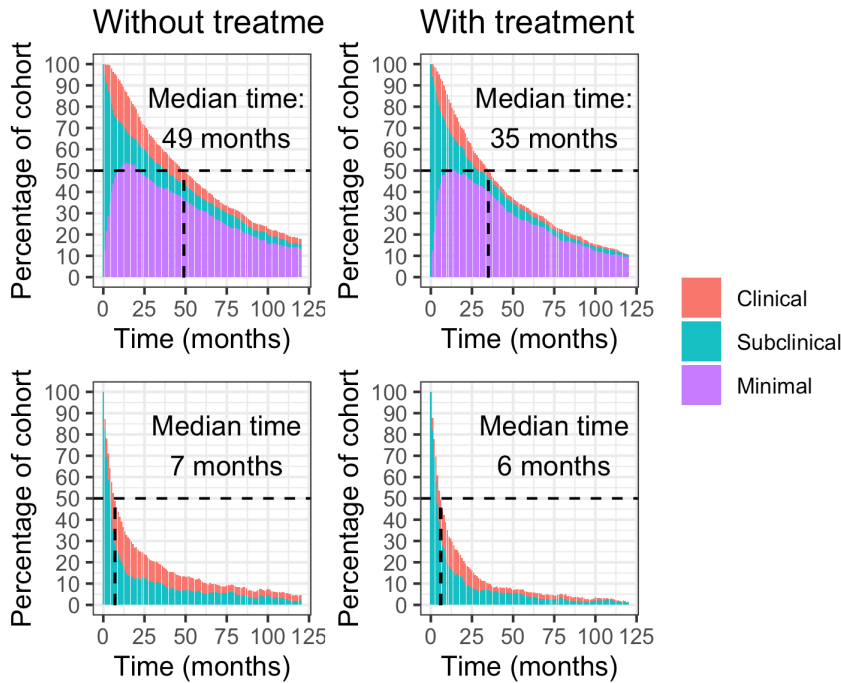 Without treatme
With treatment
Percentage of cohort
100
90
80
70
60
50
40
30
20
10
0
Median time:
49 months
0 25 50 75 100 125
Time (months)
Percentage of cohort
100
90
80
70
60
50
40
30
20
10
0
Median time:
35 months
0 25 50 75 100 125
Time (months)
Clinical
Subclinical
Minimal
Percentage of cohort
100
90
80
70
60
50
40
30
20
10
0
Median time
7 months
0 25 50 75 100 125
Time (months)
Percentage of cohort
100
90
80
70
60
50
40
30
20
10
0
Median time
6 months
0 25 50 75 100 125
Time (months)